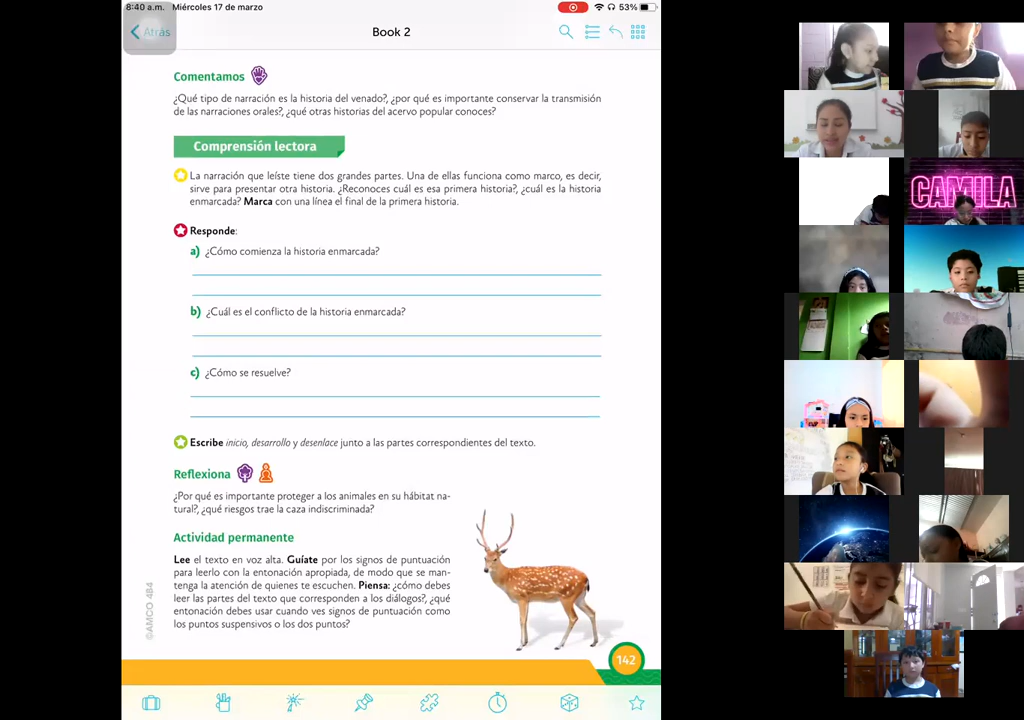 8:40 a.m. Miércoles 17 de marzo
53%
Atrás
Book 2
Comentamos
¿Qué tipo de narración es la historia del venado?, ¿por qué es importante conservar la transmisión
de las narraciones orales?, ¿qué otras historias del acervo popular conoces?
Comprensión lectora
La narración que leíste tiene dos grandes partes. Una de ellas funciona como marco, es decir,
sirve para presentar otra historia. ¿Reconoces cuál es esa primera historia?, ¿cuál es la historia
enmarcada? Marca con una línea el final de la primera historia.
Responde:
a) ¿Cómo comienza la historia enmarcada?
b) ¿Cuál es el conflicto de la historia enmarcada?
c) ¿Cómo se resuelve?
Escribe inicio, desarrollo y desenlace junto a las partes correspondientes del texto.
Reflexiona
¿Por qué es importante proteger a los animales en su hábitat na-
tural?, ¿qué riesgos trae la caza indiscriminada?
Actividad permanente
Lee el texto en voz alta. Guíate por los signos de puntuación
para leerlo con la entonación apropiada, de modo que se man-
tenga la atención de quienes te escuchen. Piensa: ¿cómo debes
leer las partes del texto que corresponden a los diálogos?, ¿qué
entonación debes usar cuando ves signos de puntuación como
los puntos suspensivos o los dos puntos?
©AMCO 4B4
142
CAMILA